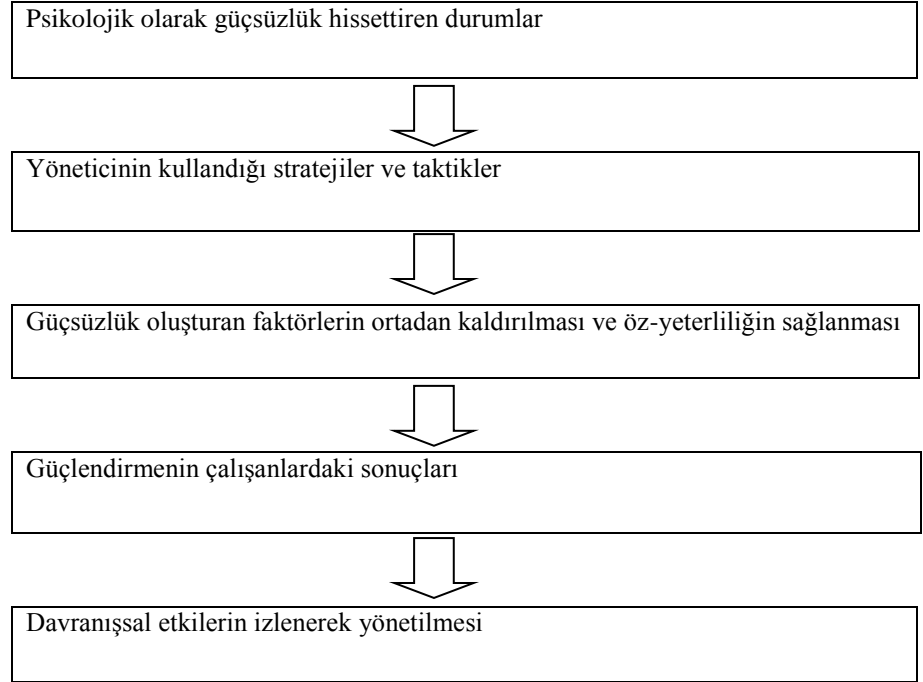 Psikolojik olarak güçsüzlük hissettiren durumlar
Yöneticinin kullandığı stratejiler ve taktikler
Güçsüzlük oluşturan faktörlerin ortadan kaldırılması ve öz-yeterliliğin sağlanması
Güçlendirmenin çalışanlardaki sonuçları
Davranışsal etkilerin izlenerek yönetilmesi